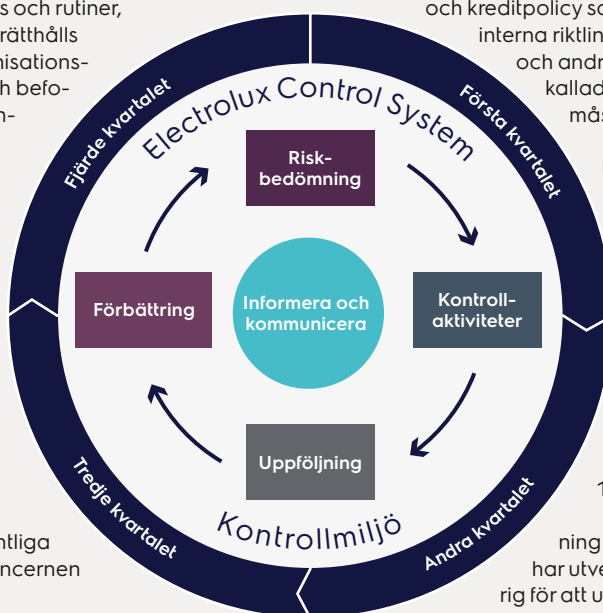 s och rutiner,
rätthålls
nisations-
h befo-
n-
och kreditpolicy so
interna riktlin
och andr
kallad
mås
Fjärde kvartalet
Electrolux Control System
Första kvartalet
Risk-
bedömning
Förbättring
Informera och
kommunicera
Kontroll-
aktiviteter
Uppföljning
Kontrollmiljö
Tredje kvartalet
Andra kvartalet
ntliga
ncernen
1
ning
har utve
rig för att u